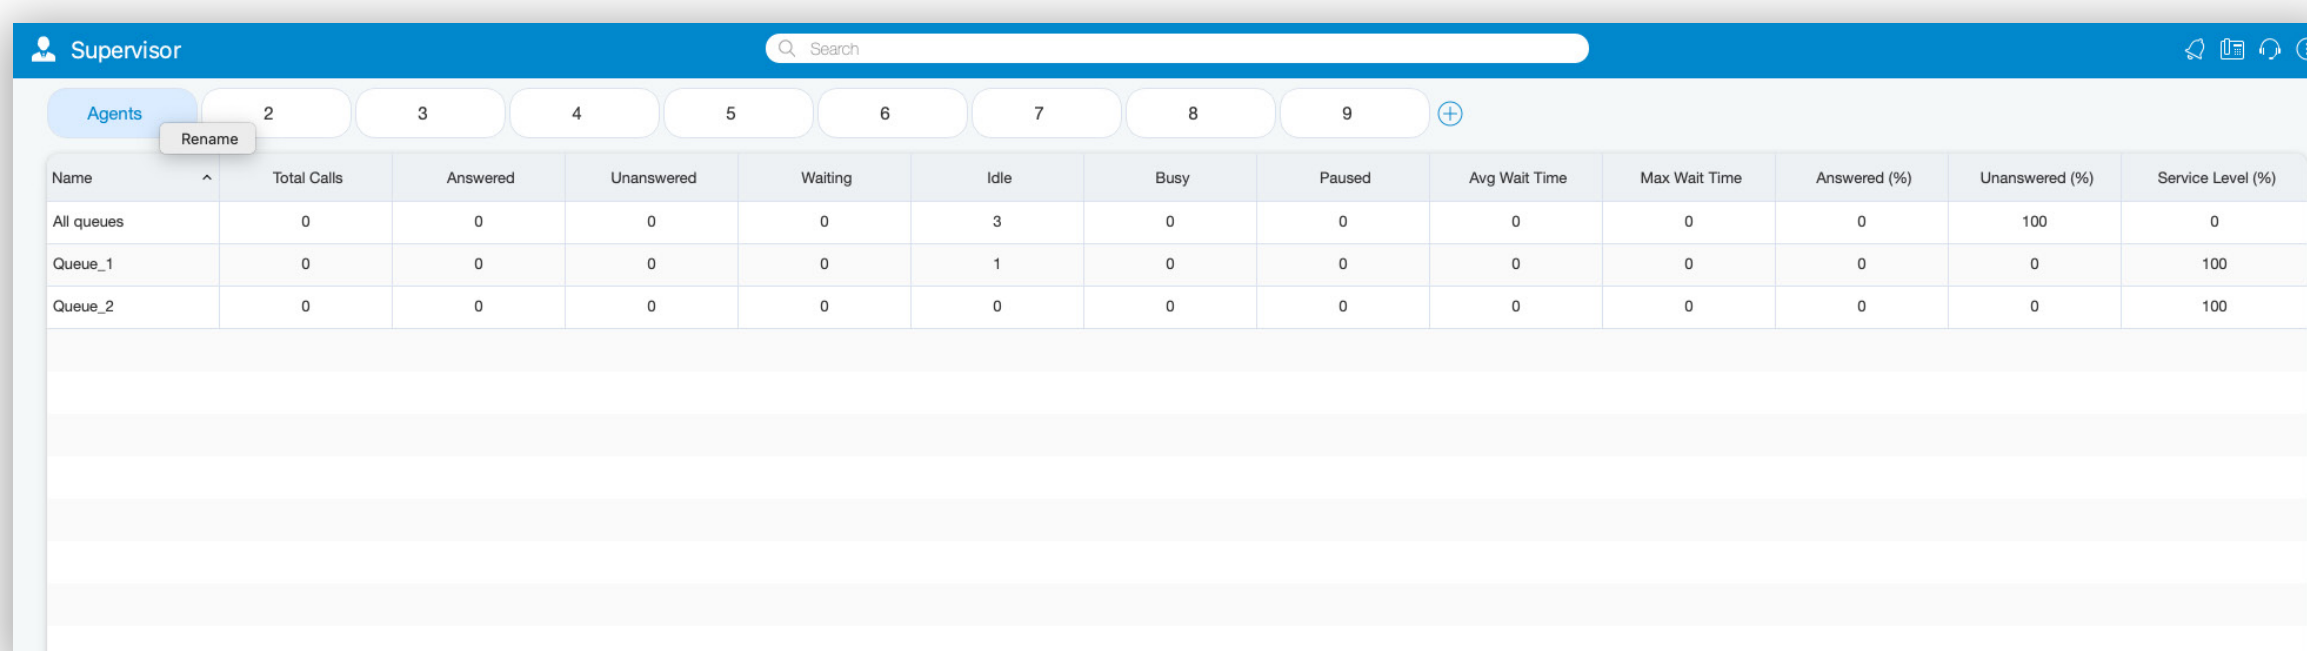 Supervisor Search
Agents 2 3 4 5 6 7 8 9
Rename
Name Total Calls Answered Unanswered Waiting Idle Busy Paused Avg Wait Time Max Wait Time Answered (%) Unanswered (%) Service Level (%)
All queues 0 0 0 0 3 0 0 0 0 0 100 0
Queue_1 0 0 0 0 1 0 0 0 0 0 0 100
Queue_2 0 0 0 0 0 0 0 0 0 0 0 100